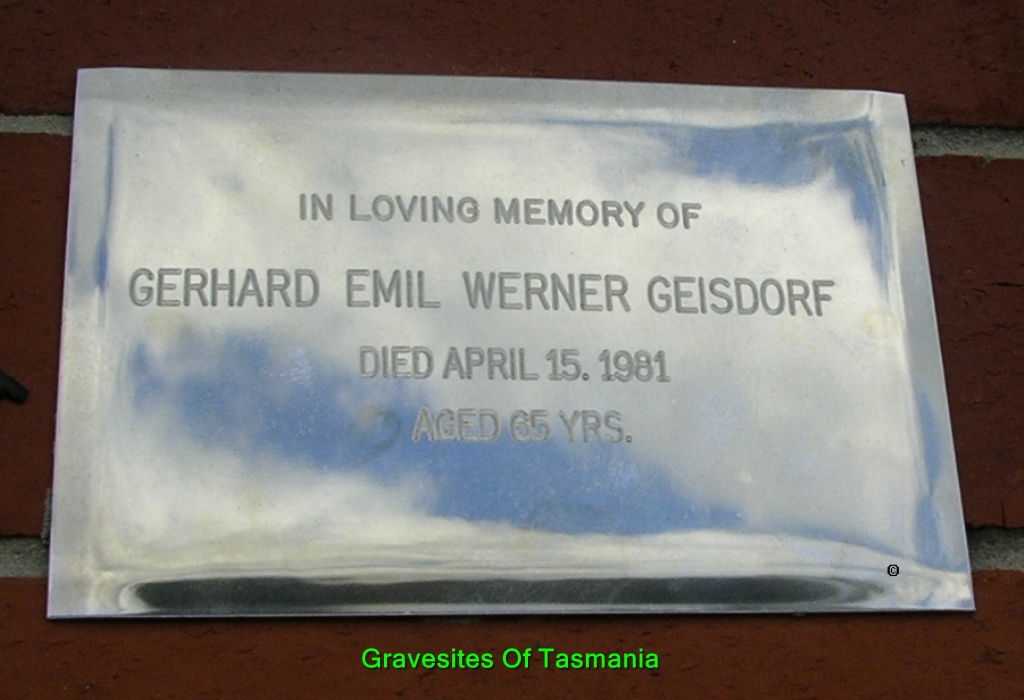 IN LOVING MEMORY OF
GERHARD EMIL WERNER GEISDORF
DIED APRIL 15. 1981
AGED 65 YRS.
©
Gravesites Of Tasmania